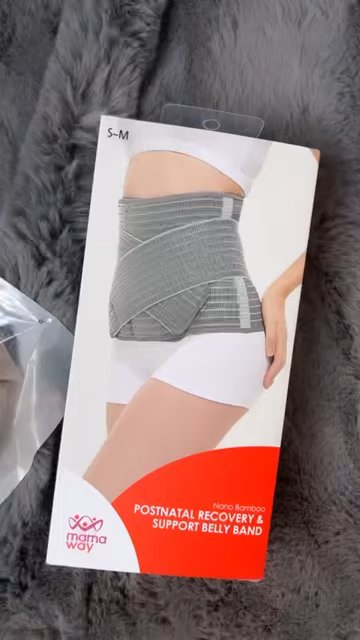 S~M
Nano Bamboo
POSTNATAL RECOVERY &
SUPPORT BELLY BAND
mama
way